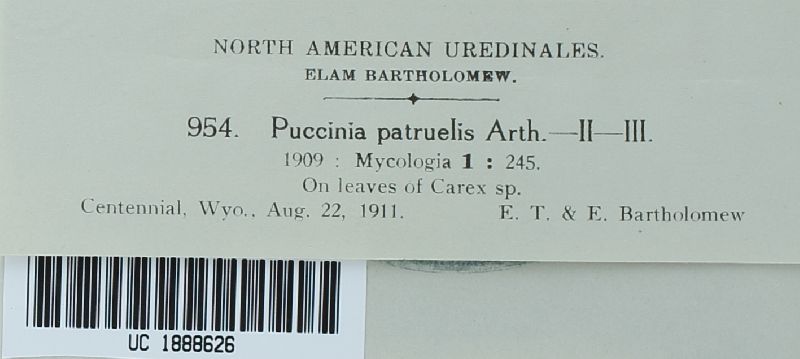 NORTH AMERICAN UREDINALES.
ELAM BARTHOLOMEW.
954. Puccinia patruelis Arth.—II—III.
1909 : Mycologia 1 : 245.
On leaves of Carex sp.
Centennial, Wyo., Aug. 22, 1911. E. T. & E. Bartholomew
UC 1888626